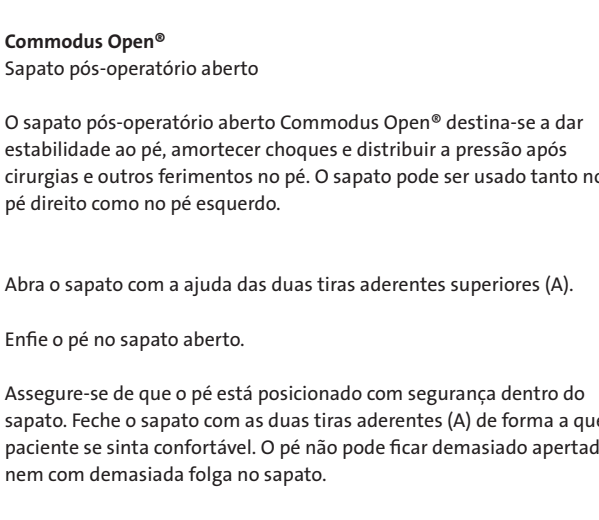 Commodus Open®
Sapato pós-operatório aberto
O sapato pós-operatório aberto Commodus Open® destina-se a dar
estabilidade ao pé, amortecer choques e distribuir a pressão após
cirurgias e outros ferimentos no pé. O sapato pode ser usado tanto no
pé direito como no pé esquerdo.
Abra o sapato com a ajuda das duas tiras aderentes superiores (A).
Enfie o pé no sapato aberto.
Assegure-se de que o pé está posicionado com segurança dentro do
sapato. Feche o sapato com as duas tiras aderentes (A) de forma a que
paciente se sinta confortável. O pé não pode ficar demasiado apertad
nem com demasiada folga no sapato.